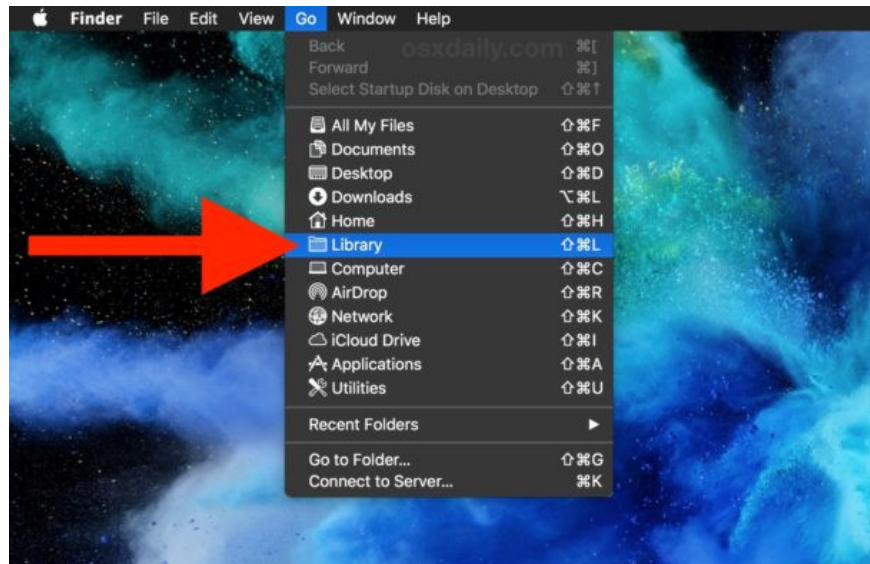 Finder File Edit View Go Window Help
Back ⌘[
osxdaily.com
Forward ⌘]
Select Startup Disk on Desktop ⇧⌘↑
All My Files ⇧⌘F
Documents ⇧⌘O
Desktop ⇧⌘D
Downloads ⌥⌘L
Home ⇧⌘H
Library ⇧⌘L
Computer ⇧⌘C
AirDrop ⇧⌘R
Network ⇧⌘K
iCloud Drive ⇧⌘I
Applications ⇧⌘A
Utilities ⇧⌘U
Recent Folders ▶
Go to Folder... ⇧⌘G
Connect to Server... ⌘K